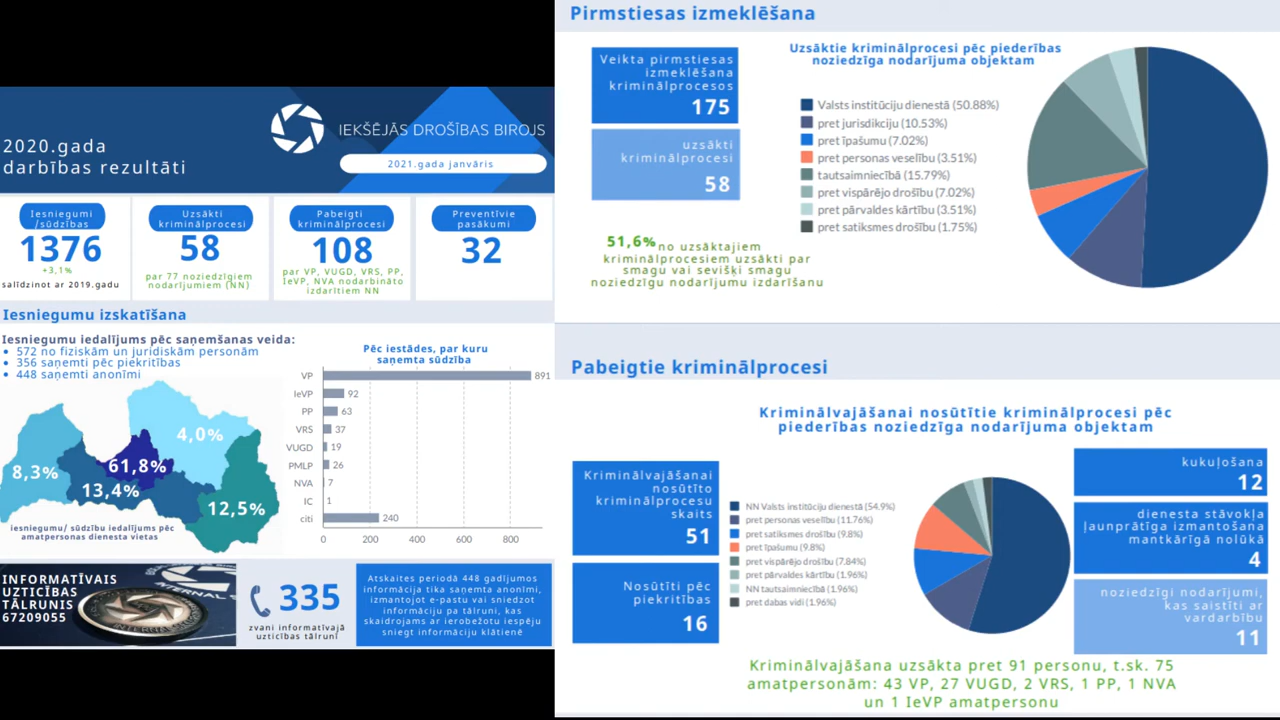 2020.gada
darbības rezultāti
IEKŠĒJĀS DROŠĪBAS BIROJS
2021.gada janvāris
Iesniegumi
/sūdzības
1376
+3,1%
salīdzinot ar 2019.gadu
Uzsākti
kriminālprocesi
58
par 77 noziedzīgiem
nodarījumiem (NN)
Pabeigti
kriminālprocesi
108
par VP, VUGD, VRS, PP,
IeVP, NVA nodarbināto
izdarītiem NN
Preventīvie
pasākumi
32
Iesniegumu izskatīšana
Iesniegumu iedalījums pēc saņemšanas veida:
• 572 no fiziskām un juridiskām personām
• 356 saņemti pēc piekritības
• 448 saņemti anonīmi
8,3%
13,4%
61,8%
4,0%
12,5%
iesniegumu/ sūdzību iedalījums pēc
amatpersonas dienesta vietas
Pēc iestādes, par kuru
saņemta sūdzība
VP 891
IeVP 92
PP 63
VRS 37
VUGD 19
PMLP 26
NVA 7
IC 1
citi 240
0 200 400 600 800
INFORMATĪVAIS
UZTICĪBAS
TĀLRUNIS
67209055
335
zvani informatīvajā
uzticības tālrunī
Atskaites periodā 448 gadījumos
informācija tika saņemta anonīmi,
izmantojot e-pastu vai sniedzot
informāciju pa tālruni, kas
skaidrojams ar ierobežotu iespēju
sniegt informāciju klātienē
Pirmstiesas izmeklēšana
Veikta pirmstiesas
izmeklēšana
kriminālprocesos
175
uzsākti
kriminālprocesi
58
51,6% no uzsāktajiem
kriminālprocesiem uzsākti par
smagu vai sevišķi smagu
noziedzīgu nodarījumu izdarīšanu
Uzsāktie kriminālprocesi pēc piederības
noziedzīga nodarījuma objektam
Valsts institūciju dienestā (50.88%)
pret jurisdikciju (10.53%)
pret īpašumu (7.02%)
pret personas veselību (3.51%)
tautsaimniecībā (15.79%)
pret vispārējo drošību (7.02%)
pret pārvaldes kārtību (3.51%)
pret satiksmes drošību (1.75%)
Pabeigtie kriminālprocesi
Kriminālvajāšanai nosūtītie kriminālprocesi pēc
piederības noziedzīga nodarījuma objektam
Kriminālvajāšanai
nosūtīto
kriminālprocesu
skaits
51
Nosūtīti pēc
piekritības
16
NN Valsts institūciju dienestā (54.9%)
pret personas veselību (11.76%)
pret satiksmes drošību (9.8%)
pret īpašumu (9.8%)
pret vispārējo drošību (7.84%)
pret pārvaldes kārtību (1.96%)
NN tautsaimniecībā (1.96%)
pret dabas vidi (1.96%)
kukuļošana
12
dienesta stāvokļa
ļaunprātīga izmantošana
mantkārīgā nolūkā
4
noziedzīgi nodarījumi,
kas saistīti ar
vardarbību
11
Kriminālvajāšana uzsākta pret 91 personu, t.sk. 75
amatpersonām: 43 VP, 27 VUGD, 2 VRS, 1 PP, 1 NVA
un 1 IeVP amatpersonu